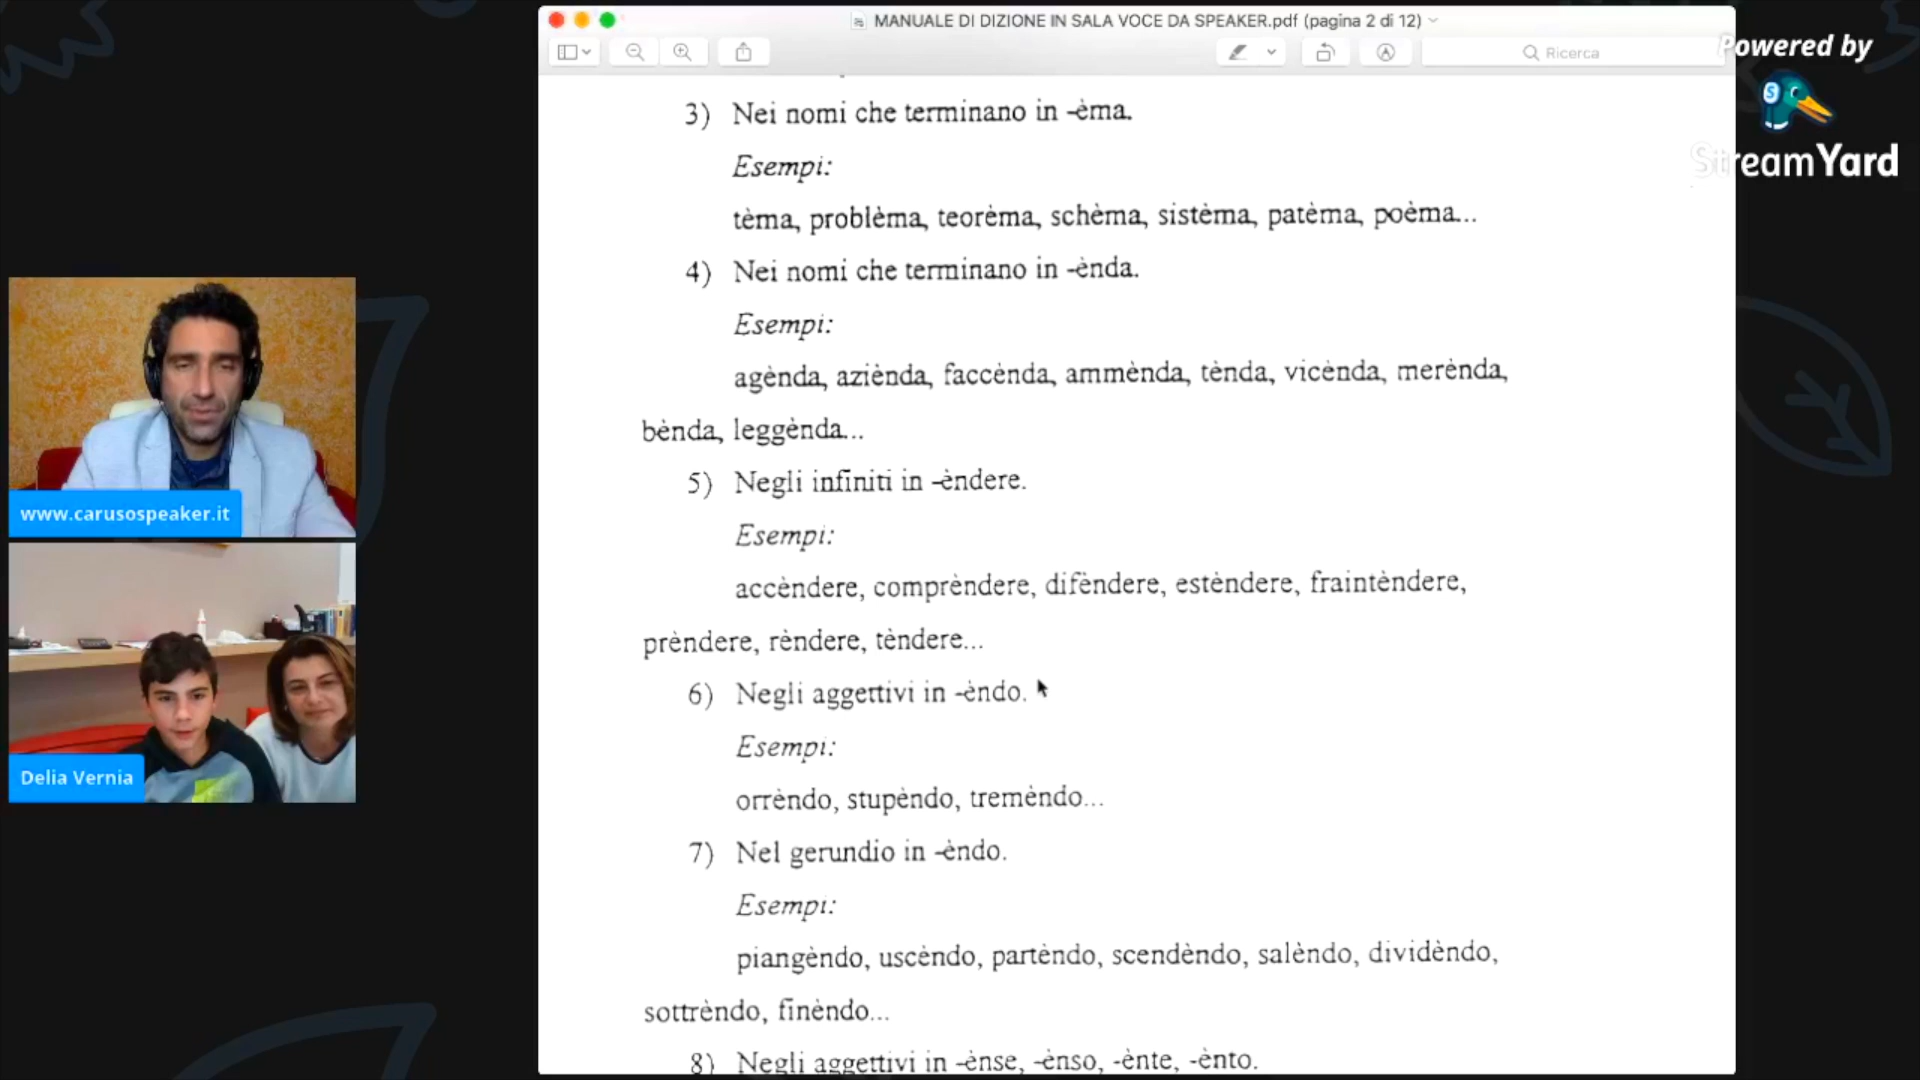 MANUALE DI DIZIONE IN SALA VOCE DA SPEAKER.pdf (pagina 2 di 12)
Ricerca
Powered by
StreamYard
3) Nei nomi che terminano in -èma.
Esempi:
tèma, problèma, teorèma, schèma, sistèma, patèma, poèma...
4) Nei nomi che terminano in -ènda.
Esempi:
agènda, aziènda, faccènda, ammènda, tènda, vicènda, merènda,
bènda, leggènda...
5) Negli infiniti in -èndere.
Esempi:
accèndere, comprèndere, difèndere, estèndere, fraintèndere,
prèndere, rèndere, tèndere...
6) Negli aggettivi in -èndo.
Esempi:
orrèndo, stupèndo, tremèndo...
7) Nel gerundio in -èndo.
Esempi:
piangèndo, uscèndo, partèndo, scendèndo, salèndo, dividèndo,
sottrèndo, finèndo...
8) Negli aggettivi in -ènse, -ènso, -ènte, -ènto.
www.carusospeaker.it
Delia Vernia